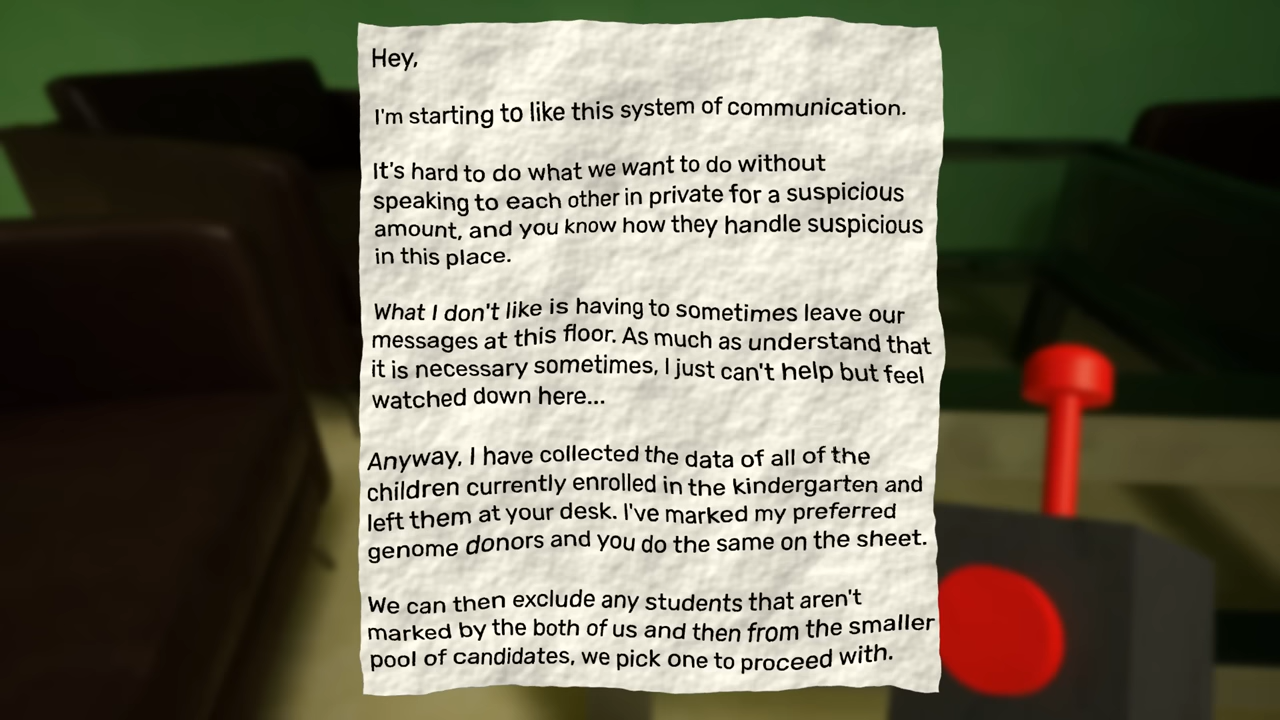 Hey,
I'm starting to like this system of communication.
It's hard to do what we want to do without
speaking to each other in private for a suspicious
amount, and you know how they handle suspicious
in this place.
What I don't like is having to sometimes leave our
messages at this floor. As much as understand that
it is necessary sometimes, I just can't help but feel
watched down here...
Anyway, I have collected the data of all of the
children currently enrolled in the kindergarten and
left them at your desk. I've marked my preferred
genome donors and you do the same on the sheet.
We can then exclude any students that aren't
marked by the both of us and then from the smaller
pool of candidates, we pick one to proceed with.